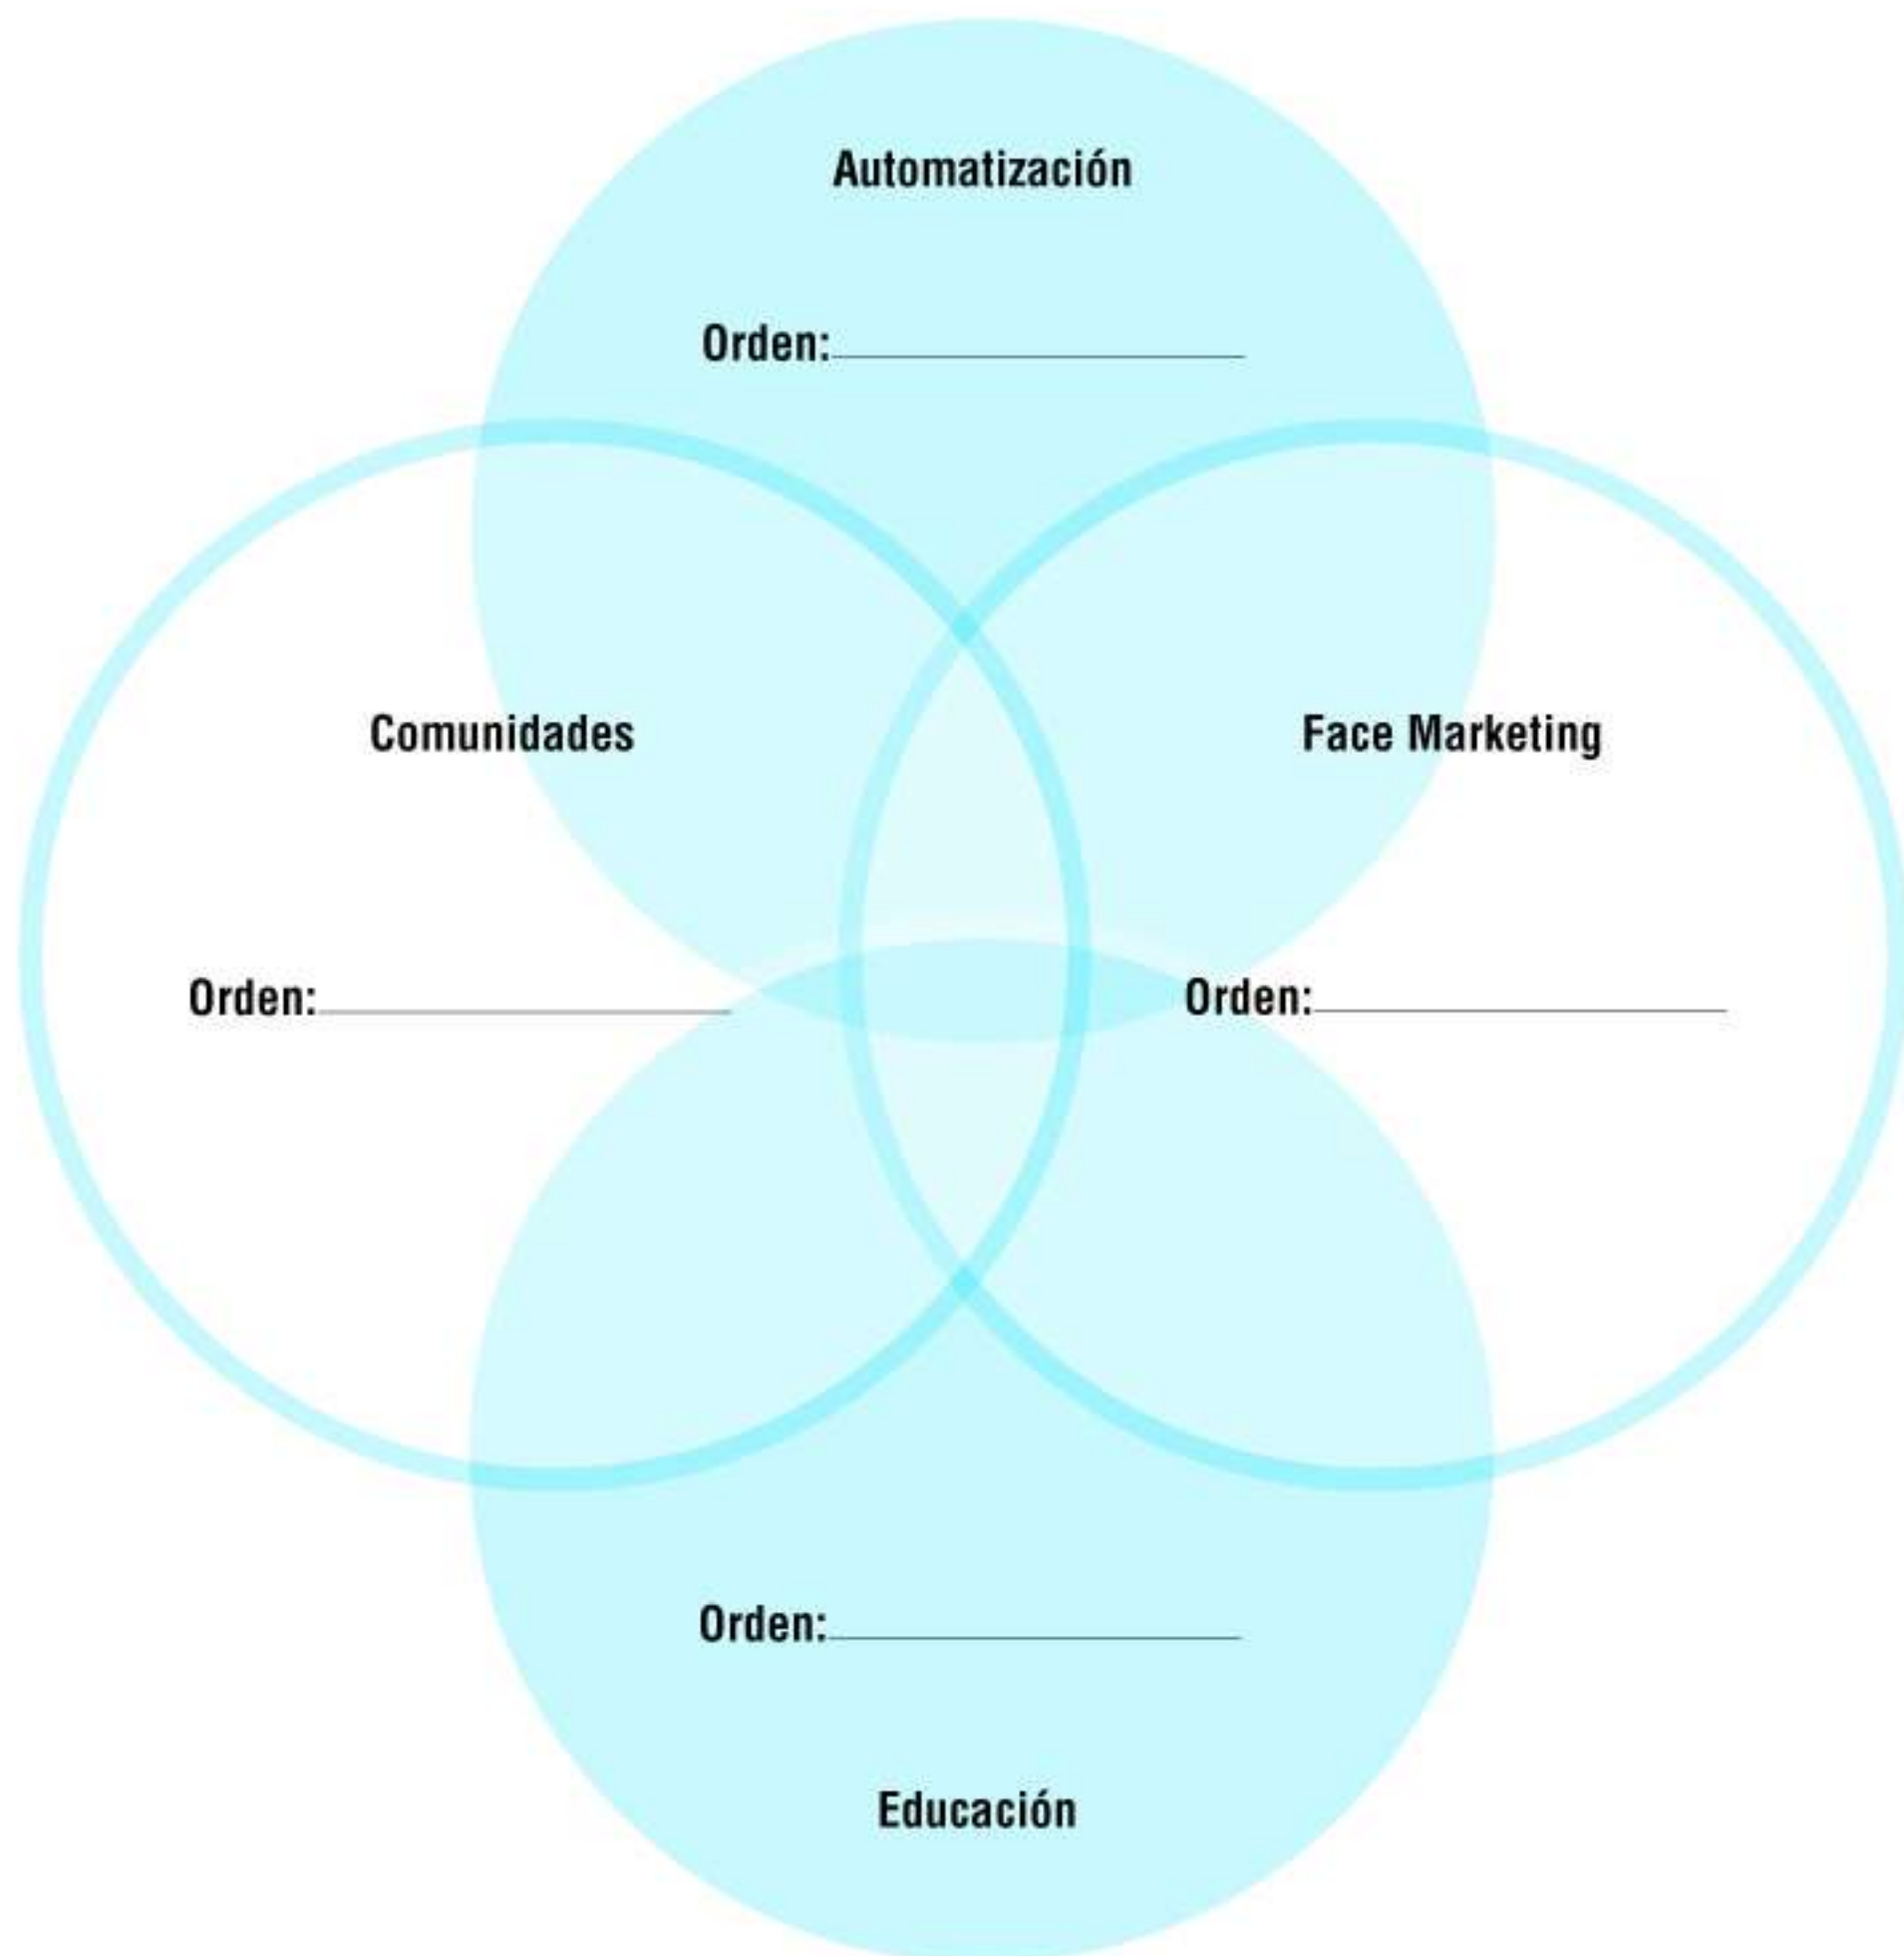 Automatización
Orden:
Comunidades
Face Marketing
Orden:
Orden:
Orden:
Educación